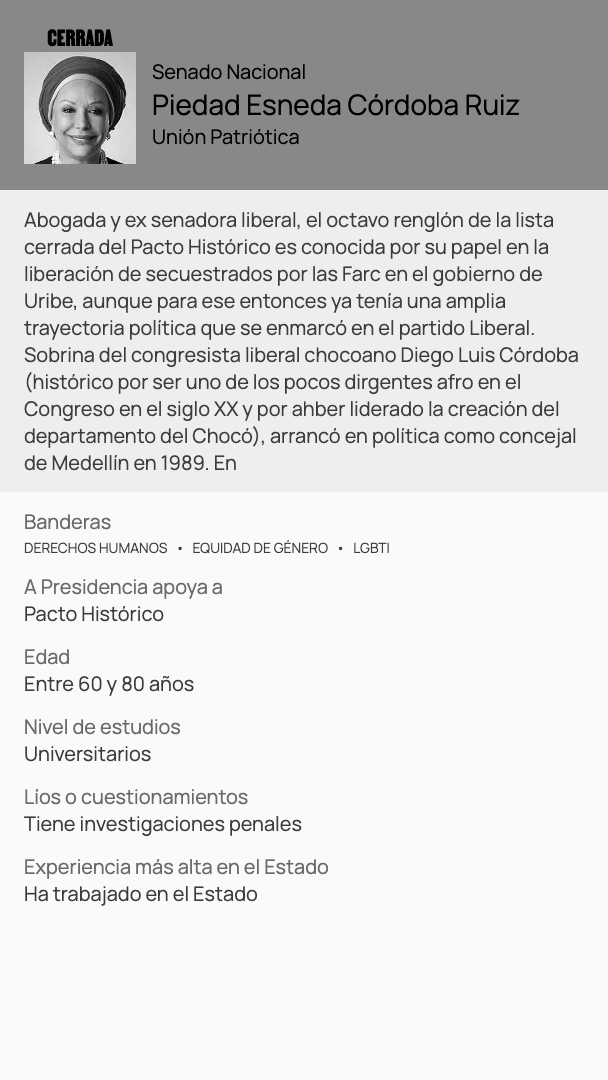 CERRADA
Senado Nacional
Piedad Esneda Córdoba Ruiz
Unión Patriótica
Abogada y ex senadora liberal, el octavo renglón de la lista
cerrada del Pacto Histórico es conocida por su papel en la
liberación de secuestrados por las Farc en el gobierno de
Uribe, aunque para ese entonces ya tenía una amplia
trayectoria política que se enmarcó en el partido Liberal.
Sobrina del congresista liberal chocoano Diego Luis Córdoba
(histórico por ser uno de los pocos dirgentes afro en el
Congreso en el siglo XX y por ahber liderado la creación del
departamento del Chocó), arrancó en política como concejal
de Medellín en 1989. En
Banderas
DERECHOS HUMANOS • EQUIDAD DE GÉNERO • LGBTI
A Presidencia apoya a
Pacto Histórico
Edad
Entre 60 y 80 años
Nivel de estudios
Universitarios
Líos o cuestionamientos
Tiene investigaciones penales
Experiencia más alta en el Estado
Ha trabajado en el Estado